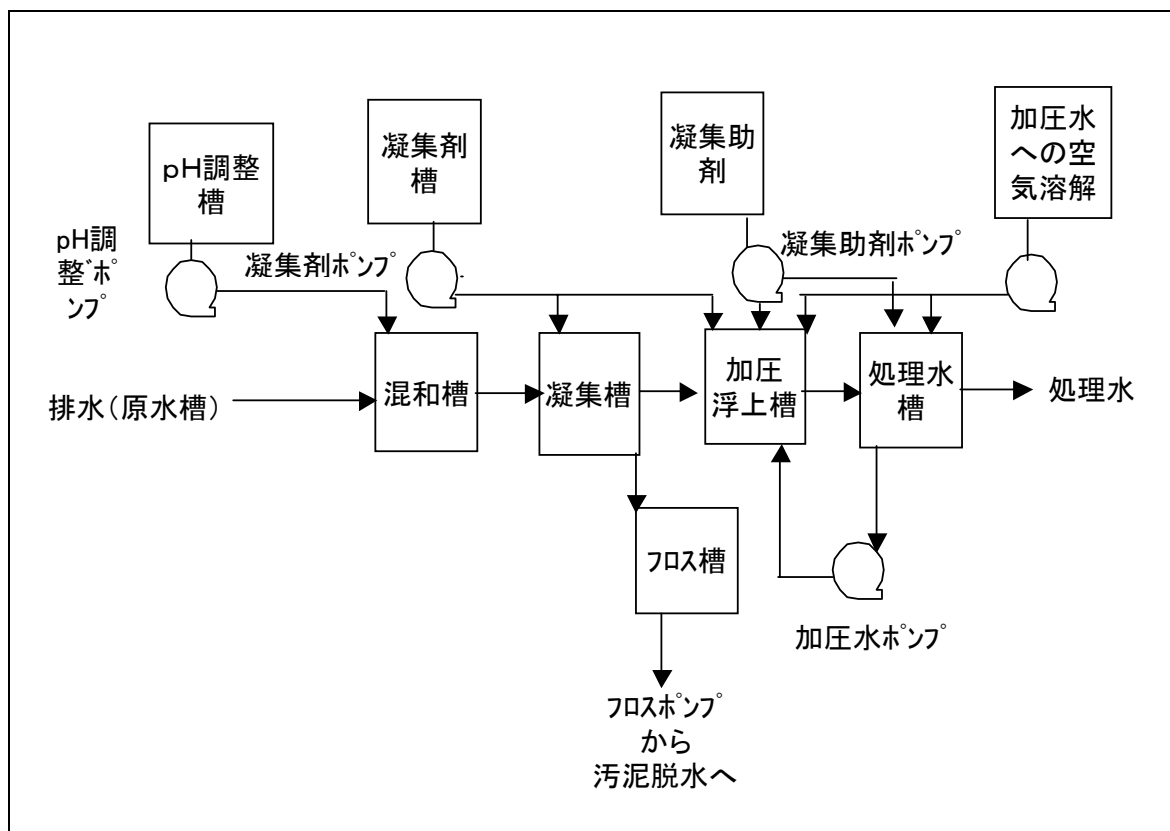 pH調整
槽
凝集剤
槽
凝集助
剤
加圧水
への空
気溶解
pH調
整ﾞﾎﾟ
ﾝﾌﾟ
凝集剤ﾎﾟﾝﾌﾟ
凝集助剤ﾎﾟﾝﾌﾟ
排水(原水槽)
混和槽
凝集槽
加圧
浮上槽
処理水
槽
処理水
ﾌﾛｽ槽
加圧水ﾎﾟﾝﾌﾟ
ﾌﾛｽﾎﾟﾝﾌﾟ
から
汚泥脱水へ